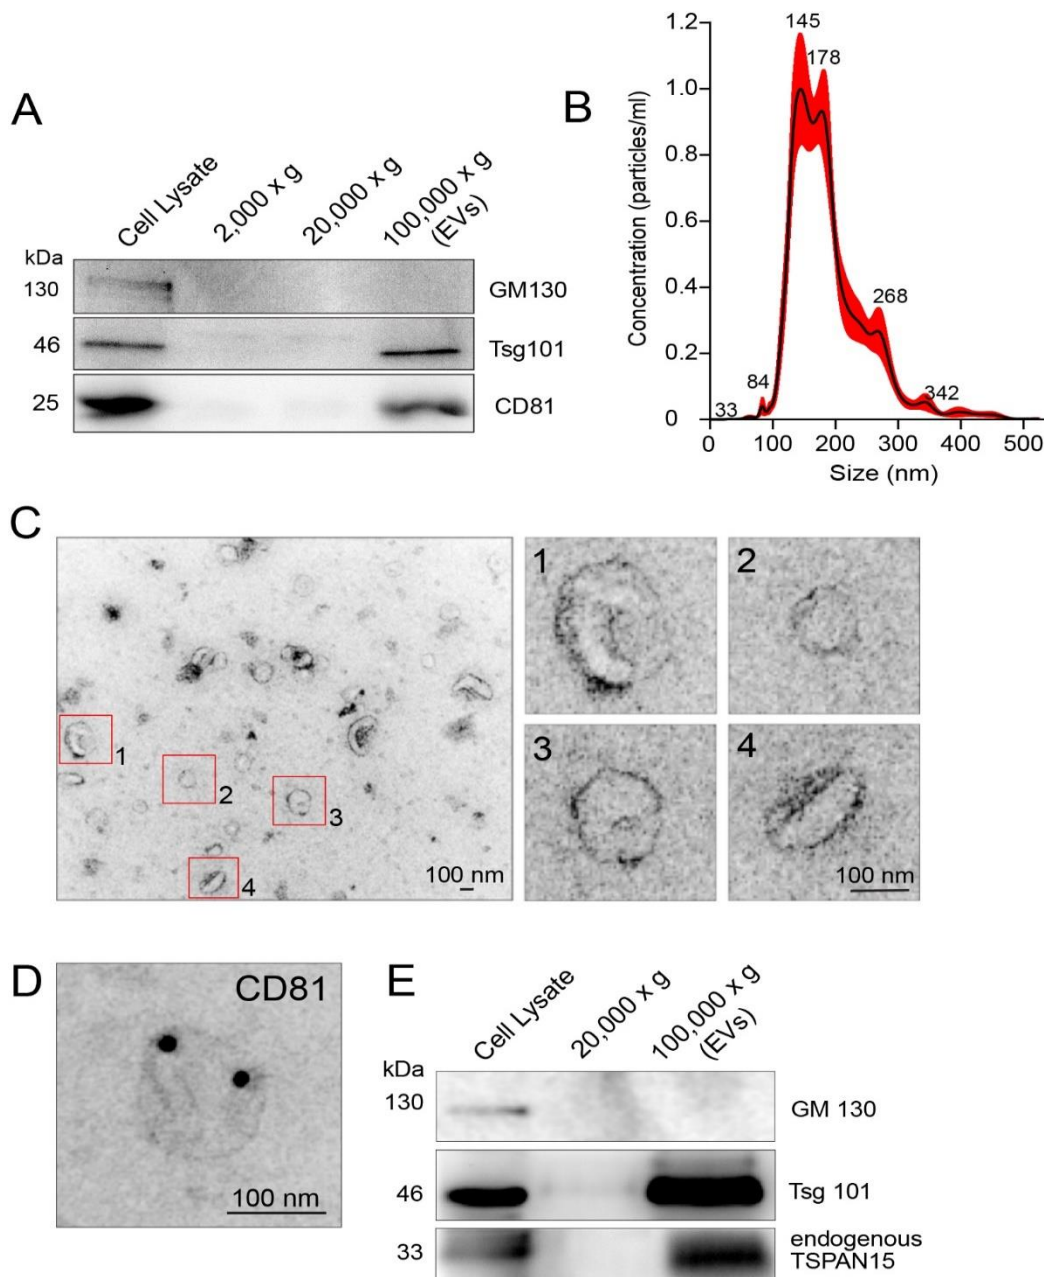 A
Cell Lysate
2,000 x g
20,000 x g
100,000 x g
(EVs)
kDa
130
GM130
46
Tsg101
25
CD81
B
Concentration (particles/ml)
1.2
1.0
0.8
0.6
0.4
0.2
0
145
178
268
84
33
342
0
100
200
300
400
500
Size (nm)
C
1
2
3
4
100 nm
1
2
3
4
100 nm
D
CD81
100 nm
E
Cell Lysate
20,000 x g
100,000 x g
(EVs)
kDa
130
GM 130
46
Tsg 101
33
endogenous
TSPAN15